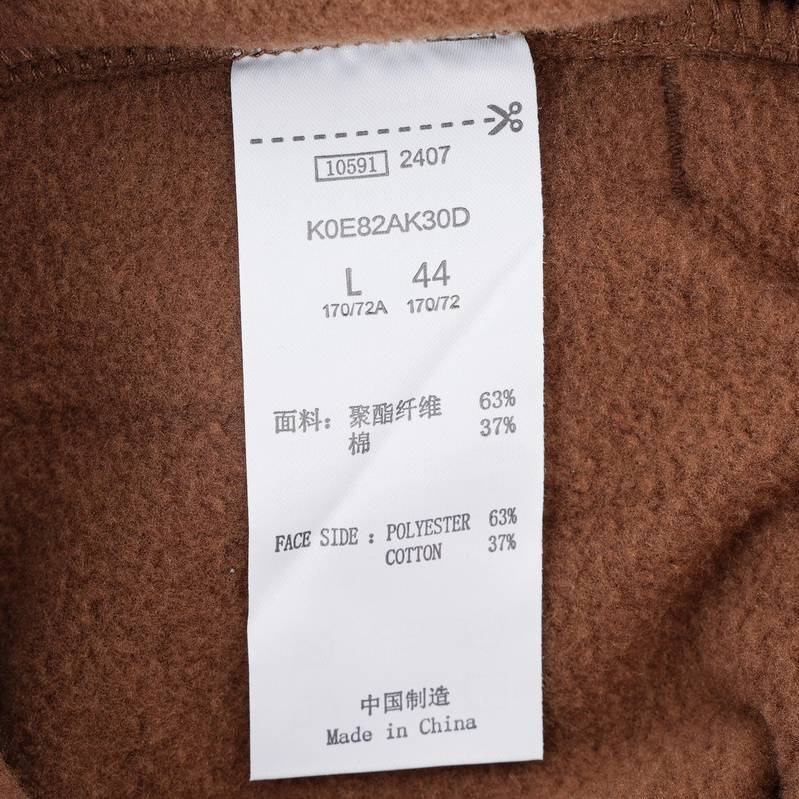 10591 2407
K0E82AK30D
L 44
170/72A 170/72
面料: 聚酯纤维 63%
棉 37%
FACE SIDE : POLYESTER 63%
COTTON 37%
中国制造
Made in China